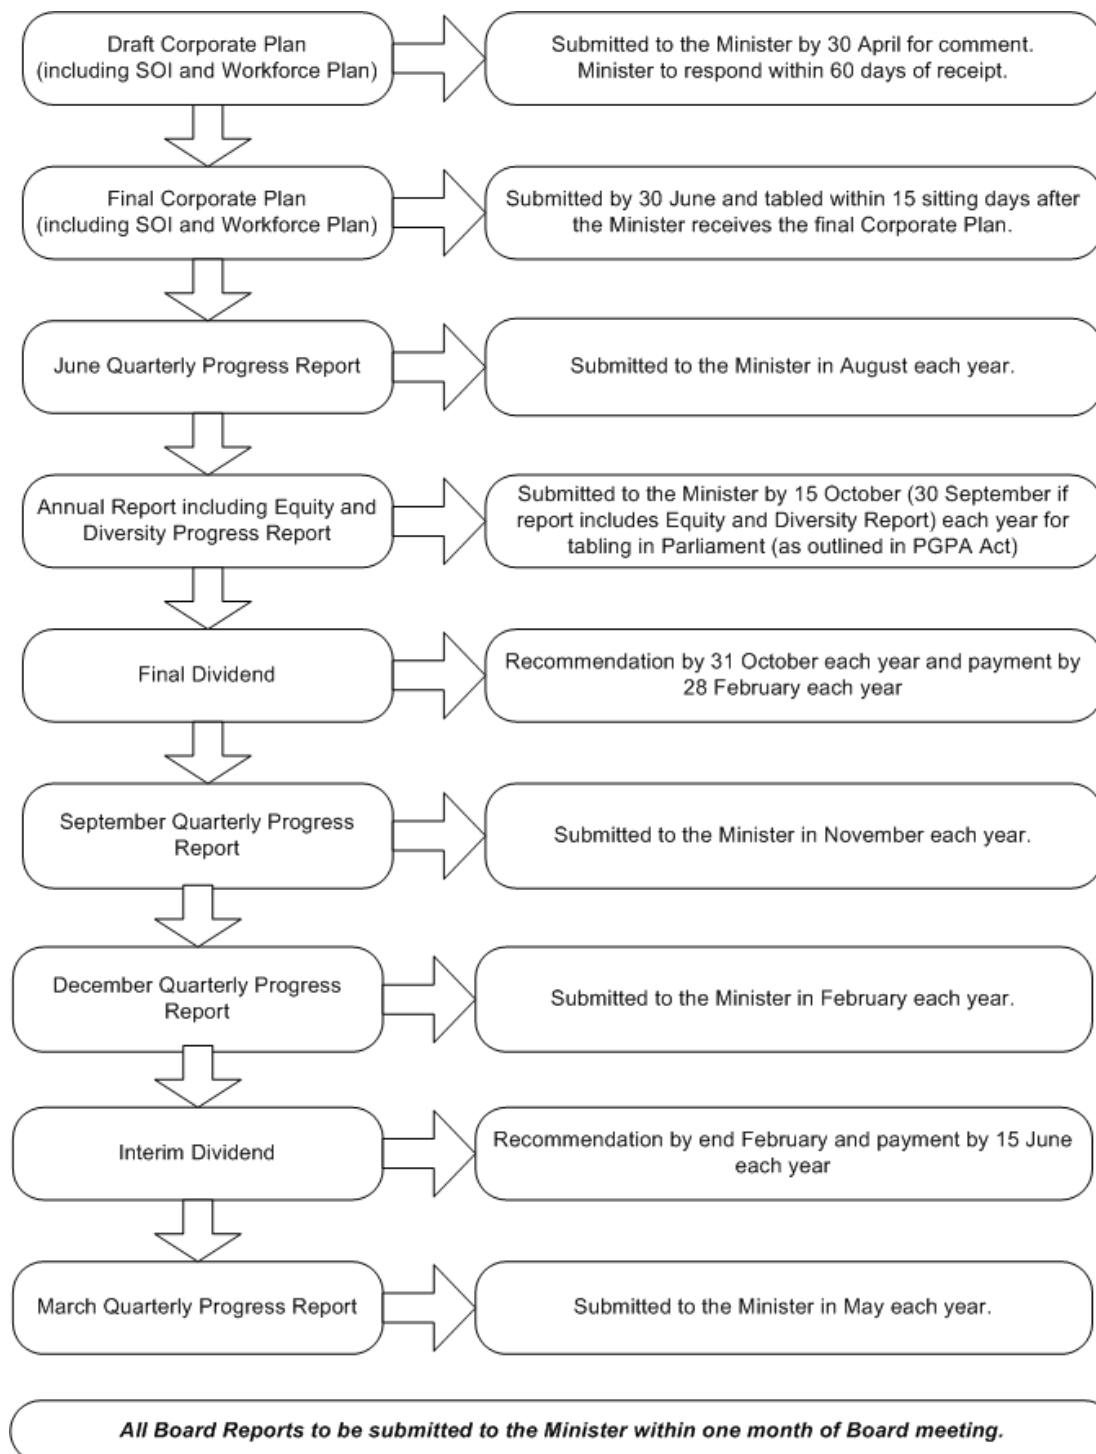 Draft Corporate Plan
(including SOI and Workforce Plan)
Submitted to the Minister by 30 April for comment.
Minister to respond within 60 days of receipt.
Final Corporate Plan
(including SOI and Workforce Plan)
Submitted by 30 June and tabled within 15 sitting days after
the Minister receives the final Corporate Plan.
June Quarterly Progress Report
Submitted to the Minister in August each year.
Annual Report including Equity and
Diversity Progress Report
Submitted to the Minister by 15 October (30 September if
report includes Equity and Diversity Report) each year for
tabling in Parliament (as outlined in PGPA Act)
Final Dividend
Recommendation by 31 October each year and payment by
28 February each year
September Quarterly Progress
Report
Submitted to the Minister in November each year.
December Quarterly Progress
Report
Submitted to the Minister in February each year.
Interim Dividend
Recommendation by end February and payment by 15 June
each year
March Quarterly Progress Report
Submitted to the Minister in May each year.
All Board Reports to be submitted to the Minister within one month of Board meeting.